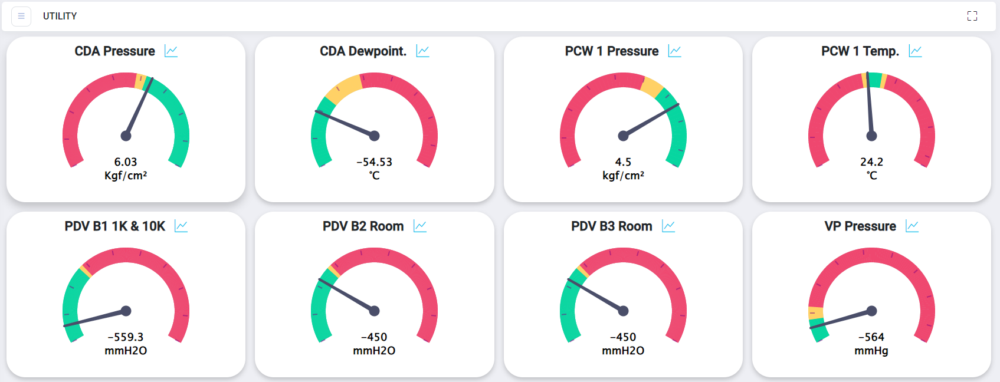 UTILITY
CDA Pressure
6.03
Kgf/cm²
CDA Dewpoint.
-54.53
°C
PCW 1 Pressure
4.5
kgf/cm²
PCW 1 Temp.
24.2
°C
PDV B1 1K & 10K
-559.3
mmH2O
PDV B2 Room
-450
mmH2O
PDV B3 Room
-450
mmH2O
VP Pressure
-564
mmHg